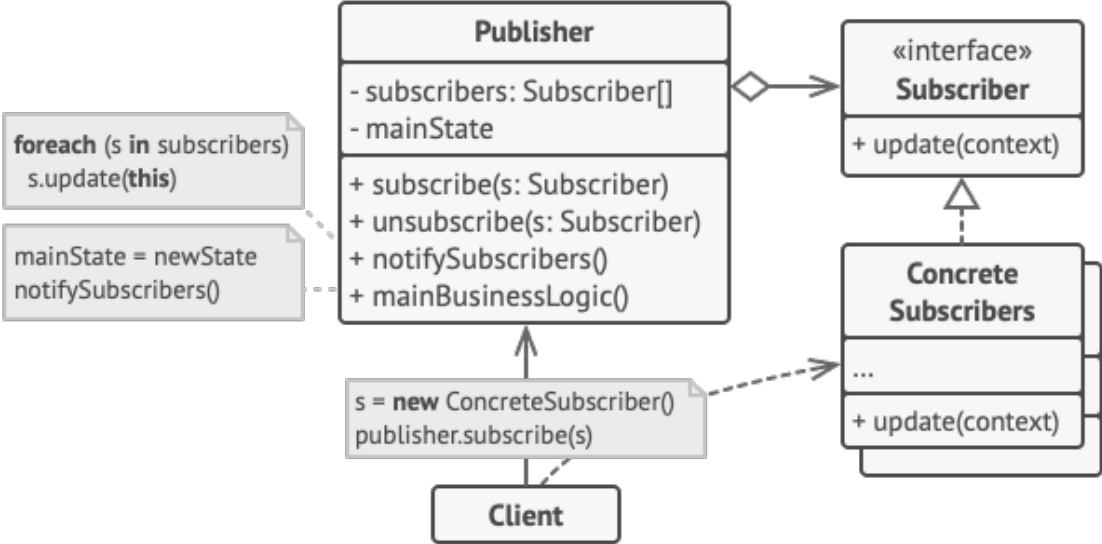 Publisher
- subscribers: Subscriber[]
- mainState
+ subscribe(s: Subscriber)
+ unsubscribe(s: Subscriber)
+ notifySubscribers()
+ mainBusinessLogic()
foreach (s in subscribers)
s.update(this)
mainState = newState
notifySubscribers()
«interface»
Subscriber
+ update(context)
Concrete
Subscribers
...
+ update(context)
s = new ConcreteSubscriber()
publisher.subscribe(s)
Client